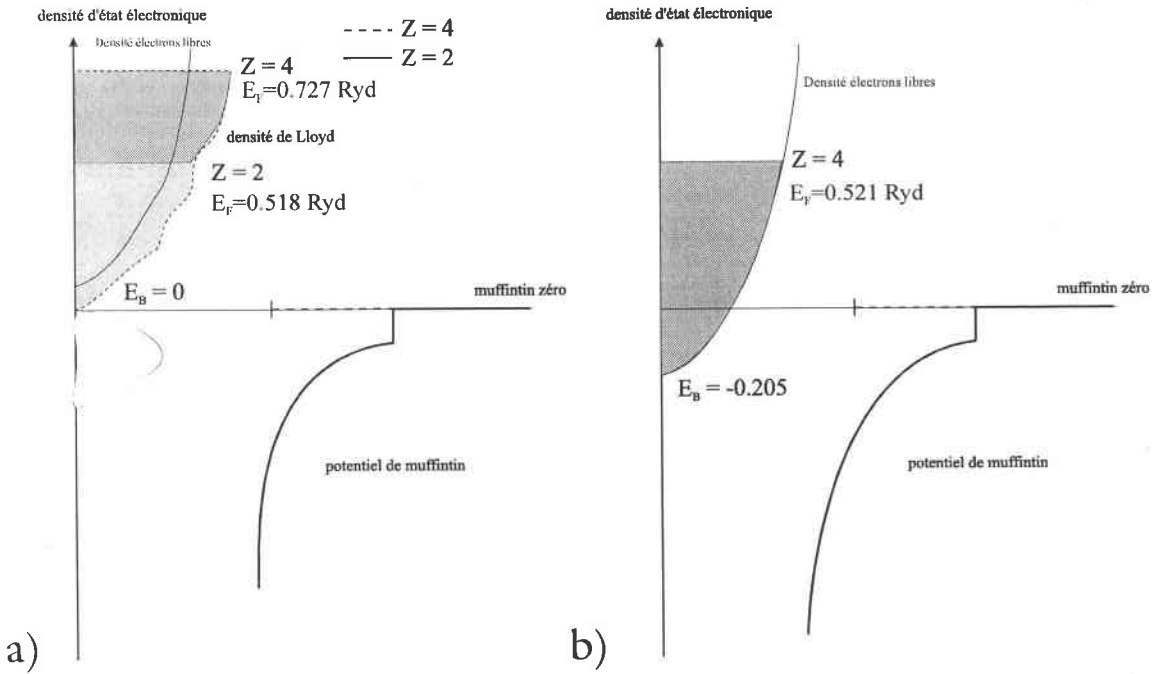 densité d'état électronique
Densité électrons libres
Z = 4
Z = 2
Z = 4
E_F=0.727 Ryd
densité de Lloyd
Z = 2
E_F=0.518 Ryd
E_B = 0
muffintin zéro
potentiel de muffintin
a)
densité d'état électronique
Densité électrons libres
Z = 4
E_F=0.521 Ryd
muffintin zéro
E_B = -0.205
potentiel de muffintin
b)